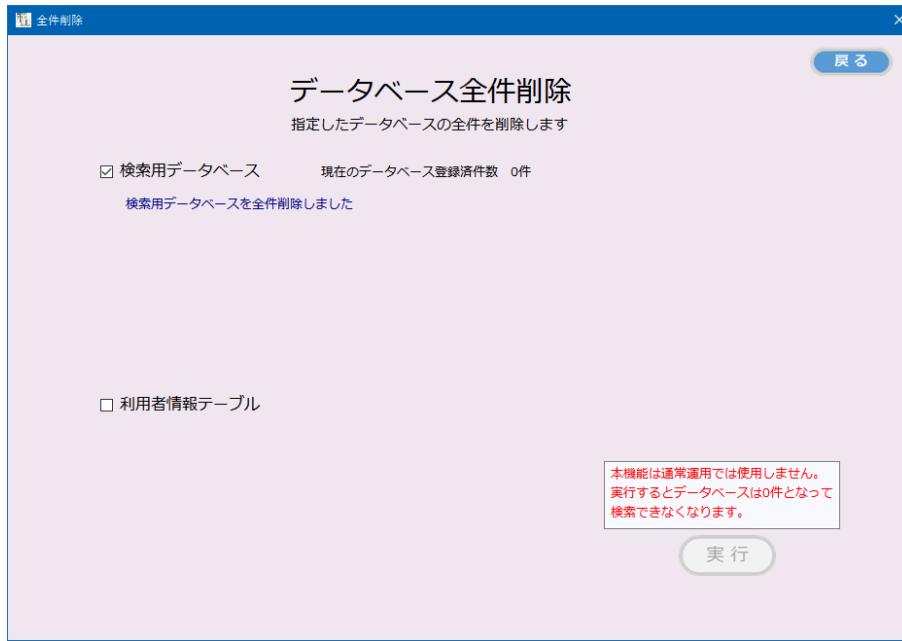 全件削除
戻る
データベース全件削除
指定したデータベースの全件を削除します
検索用データベース 現在のデータベース登録済件数 0件
検索用データベースを全件削除しました
利用者情報テーブル
本機能は通常運用では使用しません。
実行するとデータベースは0件となって
検索できなくなります。
実行